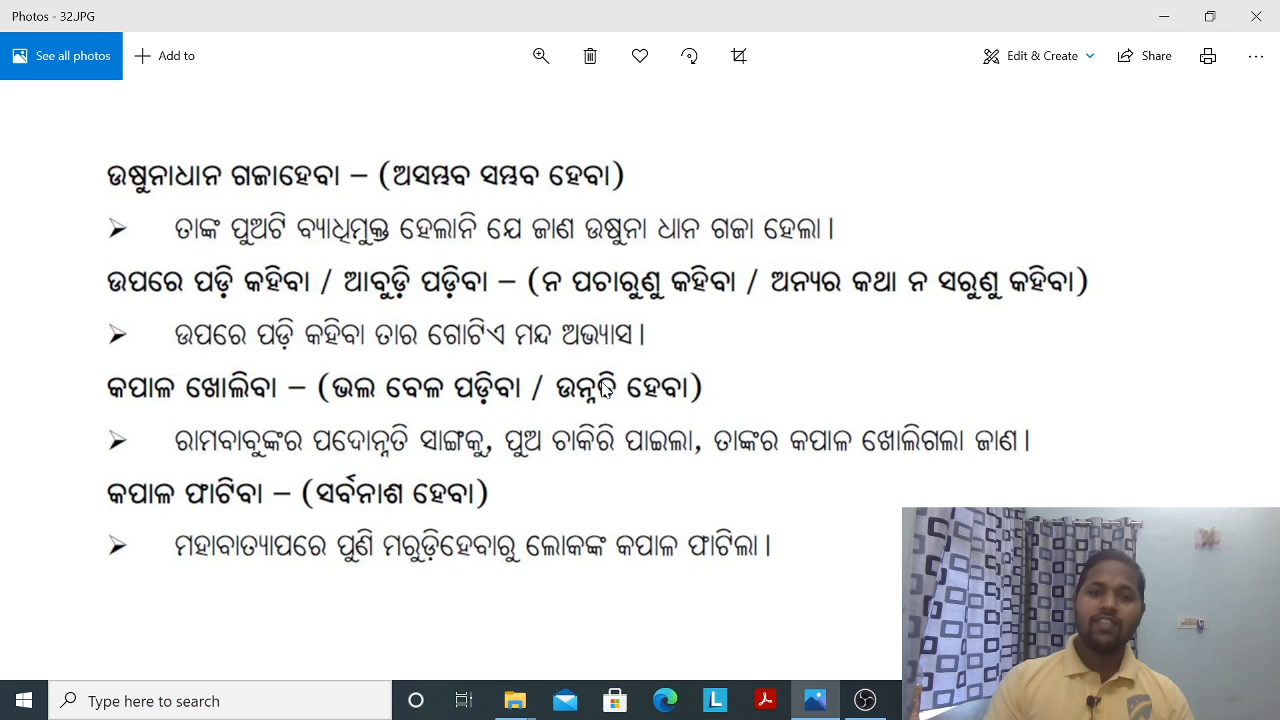 Photos - 32.JPG
See all photos
Add to
Edit & Create
Share
ଉଷୁନାଧାନ ଗଜାହେବା – (ଅସମ୍ଭବ ସମ୍ଭବ ହେବା)
➢ ତାଙ୍କ ପୁଅଟି ବ୍ୟାଧିମୁକ୍ତ ହେଲାନି ଯେ ଜାଣ ଉଷୁନା ଧାନ ଗଜା ହେଲା।
ଉପରେ ପଡ଼ି କହିବା / ଆବୁଡ଼ି ପଡ଼ିବା – (ନ ପଚାରୁଣୁ କହିବା / ଅନ୍ୟର କଥା ନ ସରୁଣୁ କହିବା)
➢ ଉପରେ ପଡ଼ି କହିବା ତାର ଗୋଟିଏ ମନ୍ଦ ଅଭ୍ୟାସ।
କପାଳ ଖୋଲିବା – (ଭଲ ବେଳ ପଡ଼ିବା / ଉନ୍ନତି ହେବା)
➢ ରାମବାବୁଙ୍କର ପଦୋନ୍ନତି ସାଙ୍ଗକୁ, ପୁଅ ଚାକିରି ପାଇଲା, ତାଙ୍କର କପାଳ ଖୋଲିଗଲା ଜାଣ।
କପାଳ ଫାଟିବା – (ସର୍ବନାଶ ହେବା)
➢ ମହାବାତ୍ୟାପରେ ପୁଣି ମରୁଡ଼ିହେବାରୁ ଲୋକଙ୍କ କପାଳ ଫାଟିଲା।
Type here to search
L